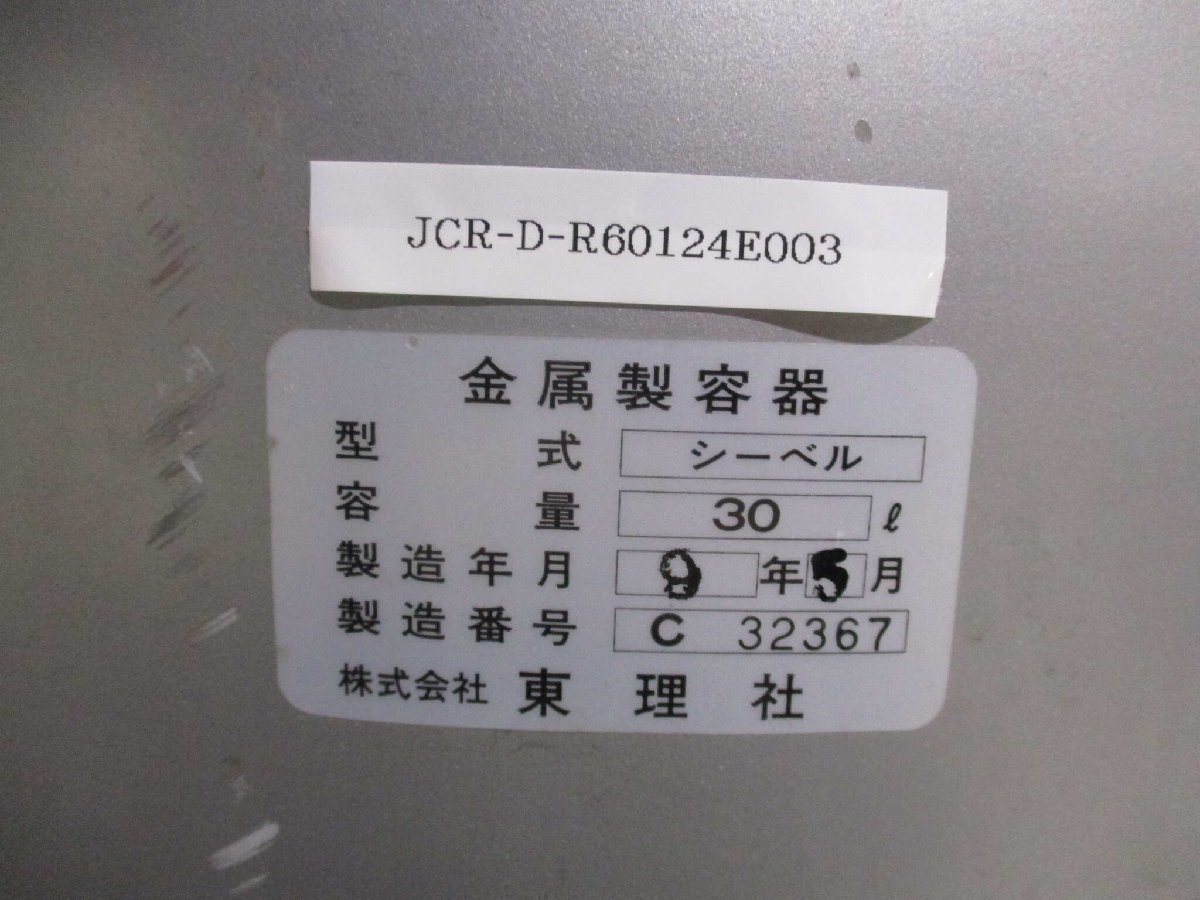 JCR-D-R60124E003
金属製容器
型式 シーベル
容量 30 ℓ
製造年月 9年5月
製造番号 C 32367
株式会社 東理社